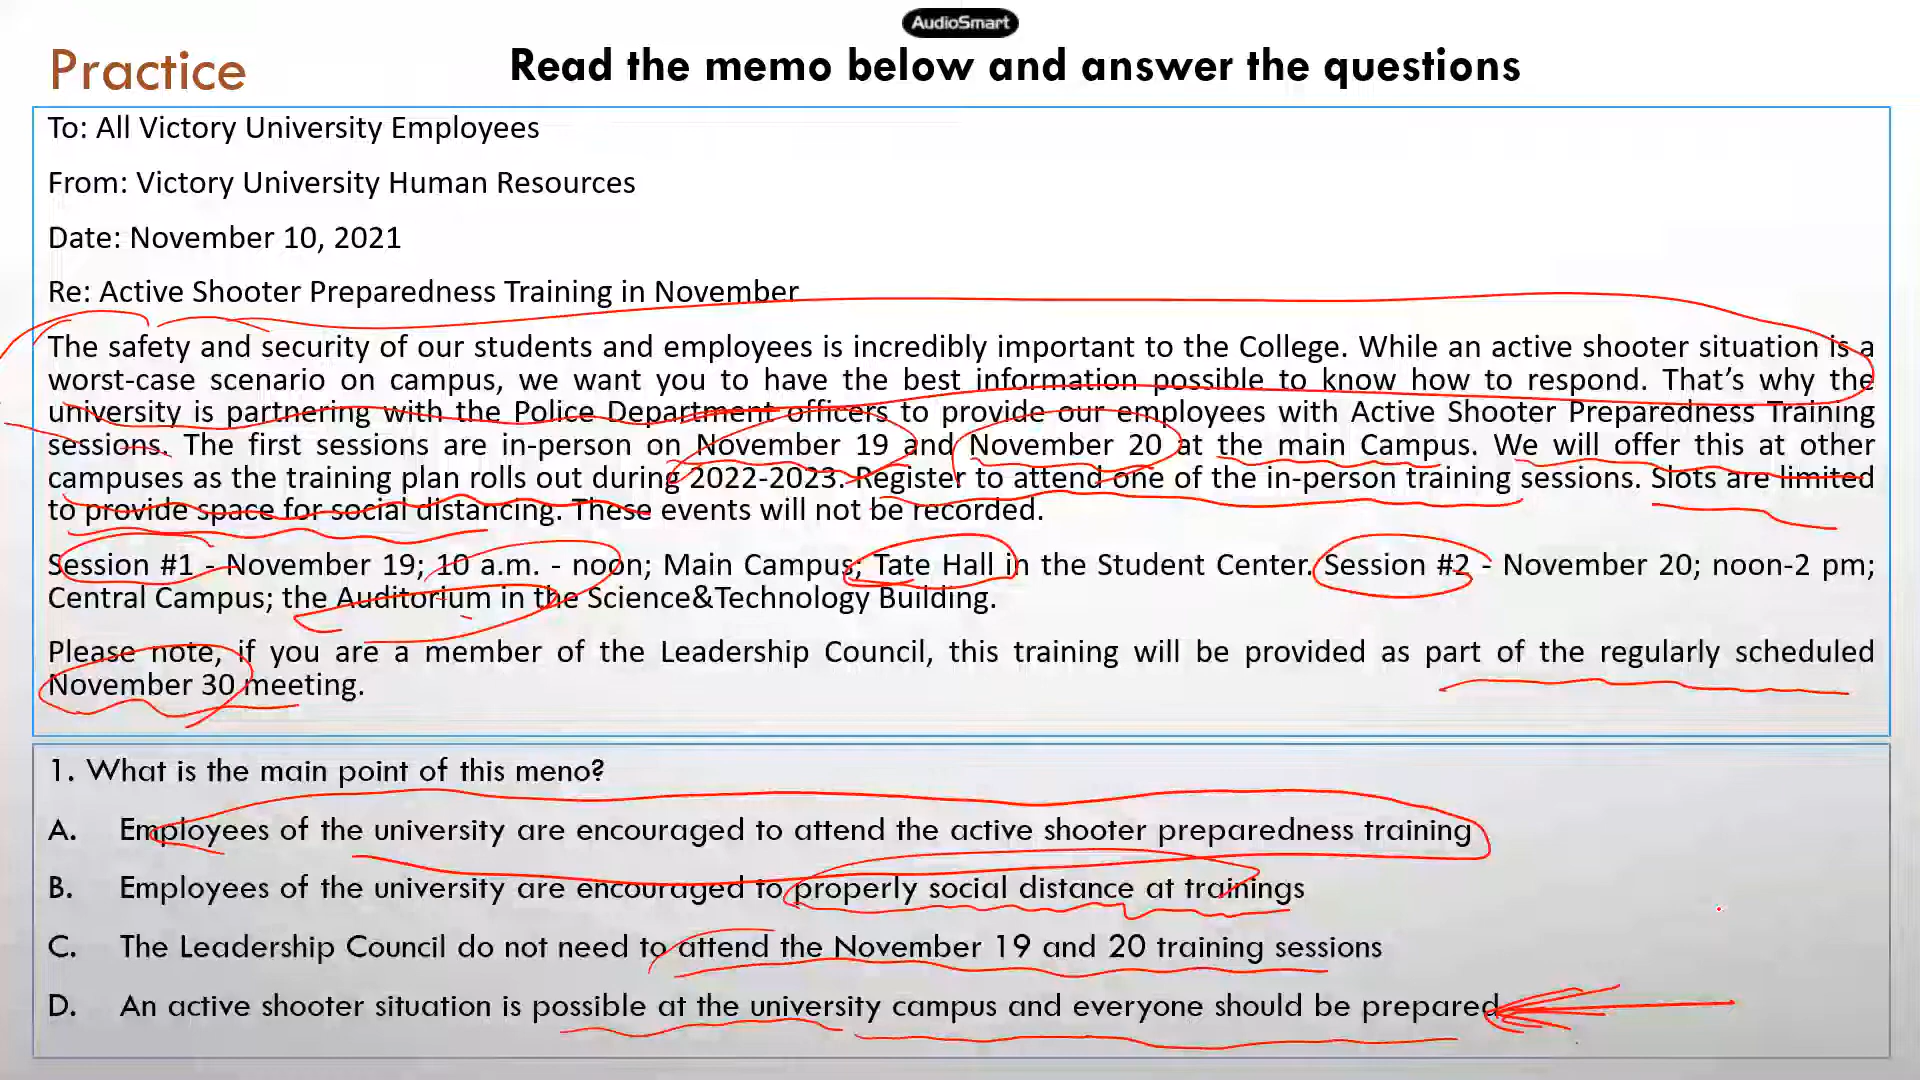 AudioSmart
Practice
Read the memo below and answer the questions
To: All Victory University Employees
From: Victory University Human Resources
Date: November 10, 2021
Re: Active Shooter Preparedness Training in November
The safety and security of our students and employees is incredibly important to the College. While an active shooter situation is a
worst-case scenario on campus, we want you to have the best information possible to know how to respond. That's why the
university is partnering with the Police Department officers to provide our employees with Active Shooter Preparedness Training
sessions. The first sessions are in-person on November 19 and November 20 at the main Campus. We will offer this at other
campuses as the training plan rolls out during 2022-2023. Register to attend one of the in-person training sessions. Slots are limited
to provide space for social distancing. These events will not be recorded.
Session #1 - November 19; 10 a.m. - noon; Main Campus; Tate Hall in the Student Center. Session #2 - November 20; noon-2 pm;
Central Campus; the Auditorium in the Science&Technology Building.
Please note, if you are a member of the Leadership Council, this training will be provided as part of the regularly scheduled
November 30 meeting.
1. What is the main point of this meno?
A. Employees of the university are encouraged to attend the active shooter preparedness training
B. Employees of the university are encouraged to properly social distance at trainings
C. The Leadership Council do not need to attend the November 19 and 20 training sessions
D. An active shooter situation is possible at the university campus and everyone should be prepared